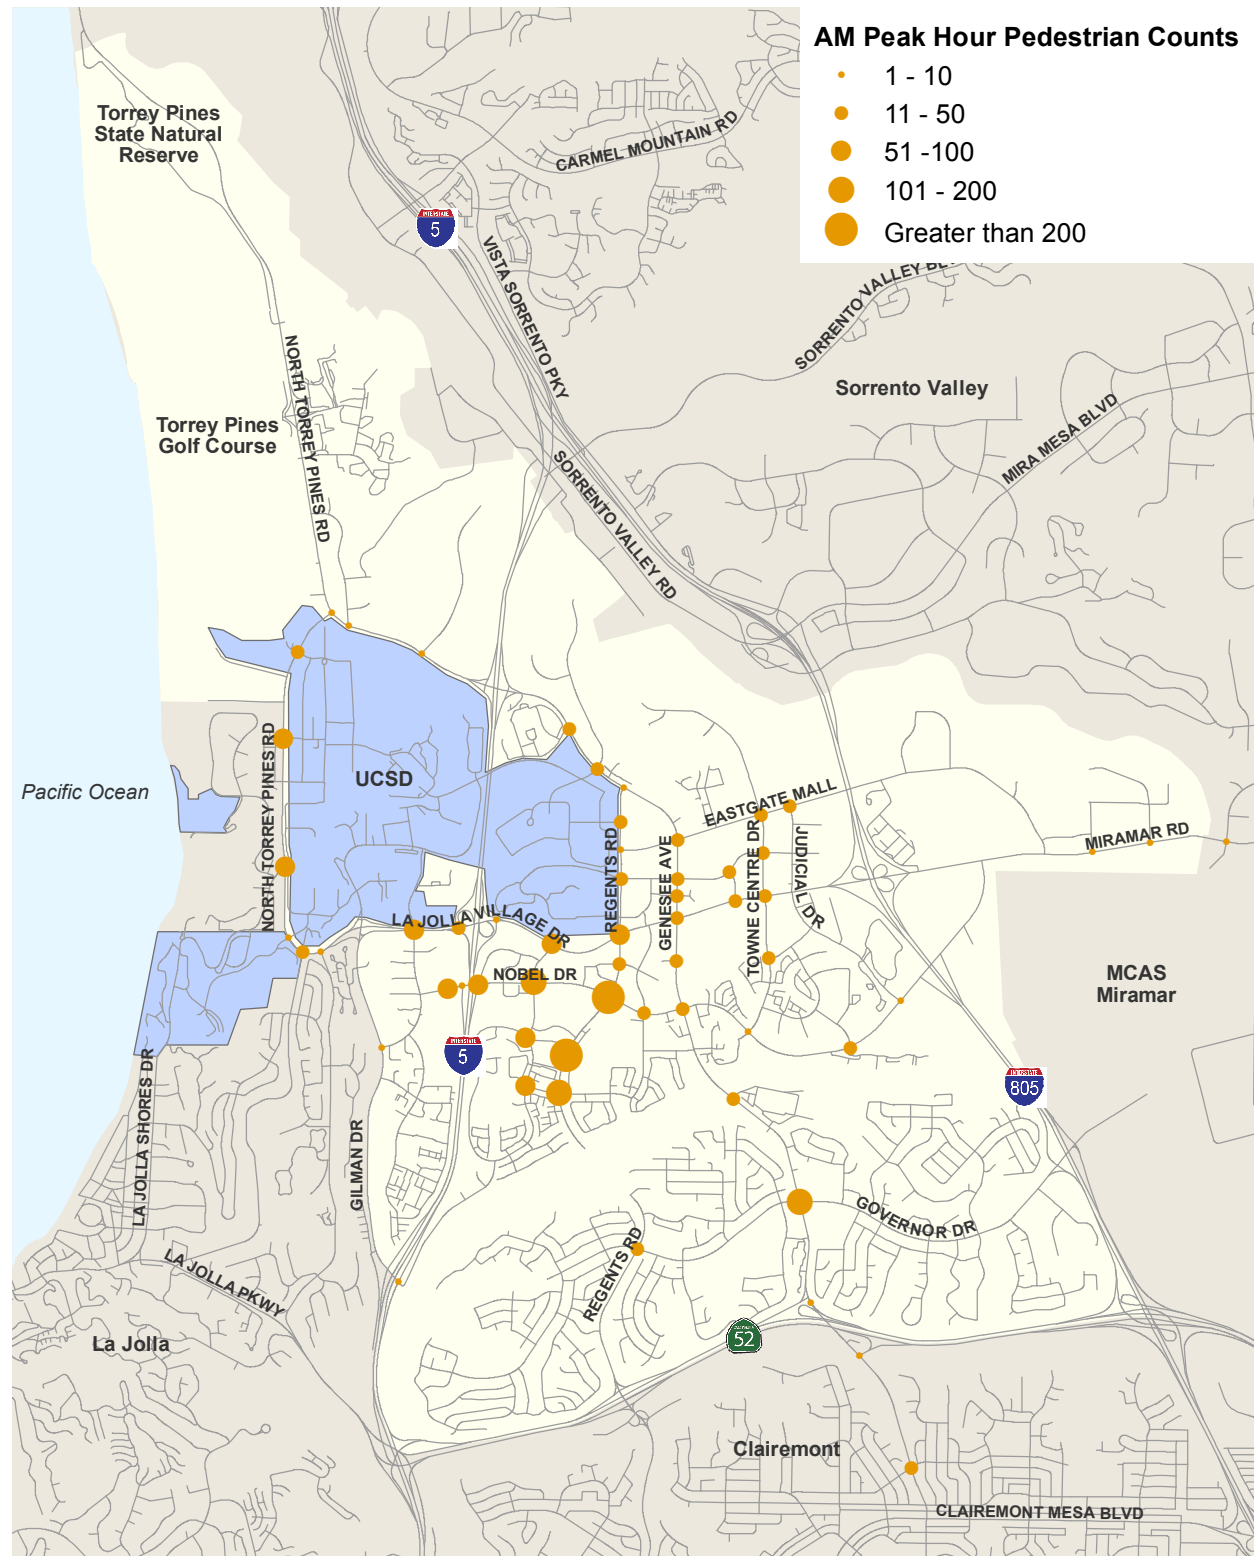 AM Peak Hour Pedestrian Counts
1 - 10
11 - 50
51 -100
101 - 200
Greater than 200
Torrey Pines
State Natural
Reserve
CARMEL MOUNTAIN RD
INTERSTATE
5
VISTA SORRENTO PKY
SORRENTO VALLEY BLV
Sorrento Valley
NORTH TORREY PINES RD
MIRA MESA BLVD
Torrey Pines
Golf Course
SORRENTO VALLEY RD
NORTH TORREY PINES RD
UCSD
Pacific Ocean
EASTGATE MALL
REGENTS RD
GENESEE AVE
TOWNE CENTRE DR
JUDICIAL DR
MIRAMAR RD
LA JOLLA VILLAGE DR
NOBEL DR
MCAS
Miramar
INTERSTATE
5
INTERSTATE
805
LA JOLLA SHORES DR
GILMAN DR
GOVERNOR DR
REGENTS RD
LA JOLLA PKWY
La Jolla
52
Clairemont
CLAIREMONT MESA BLVD